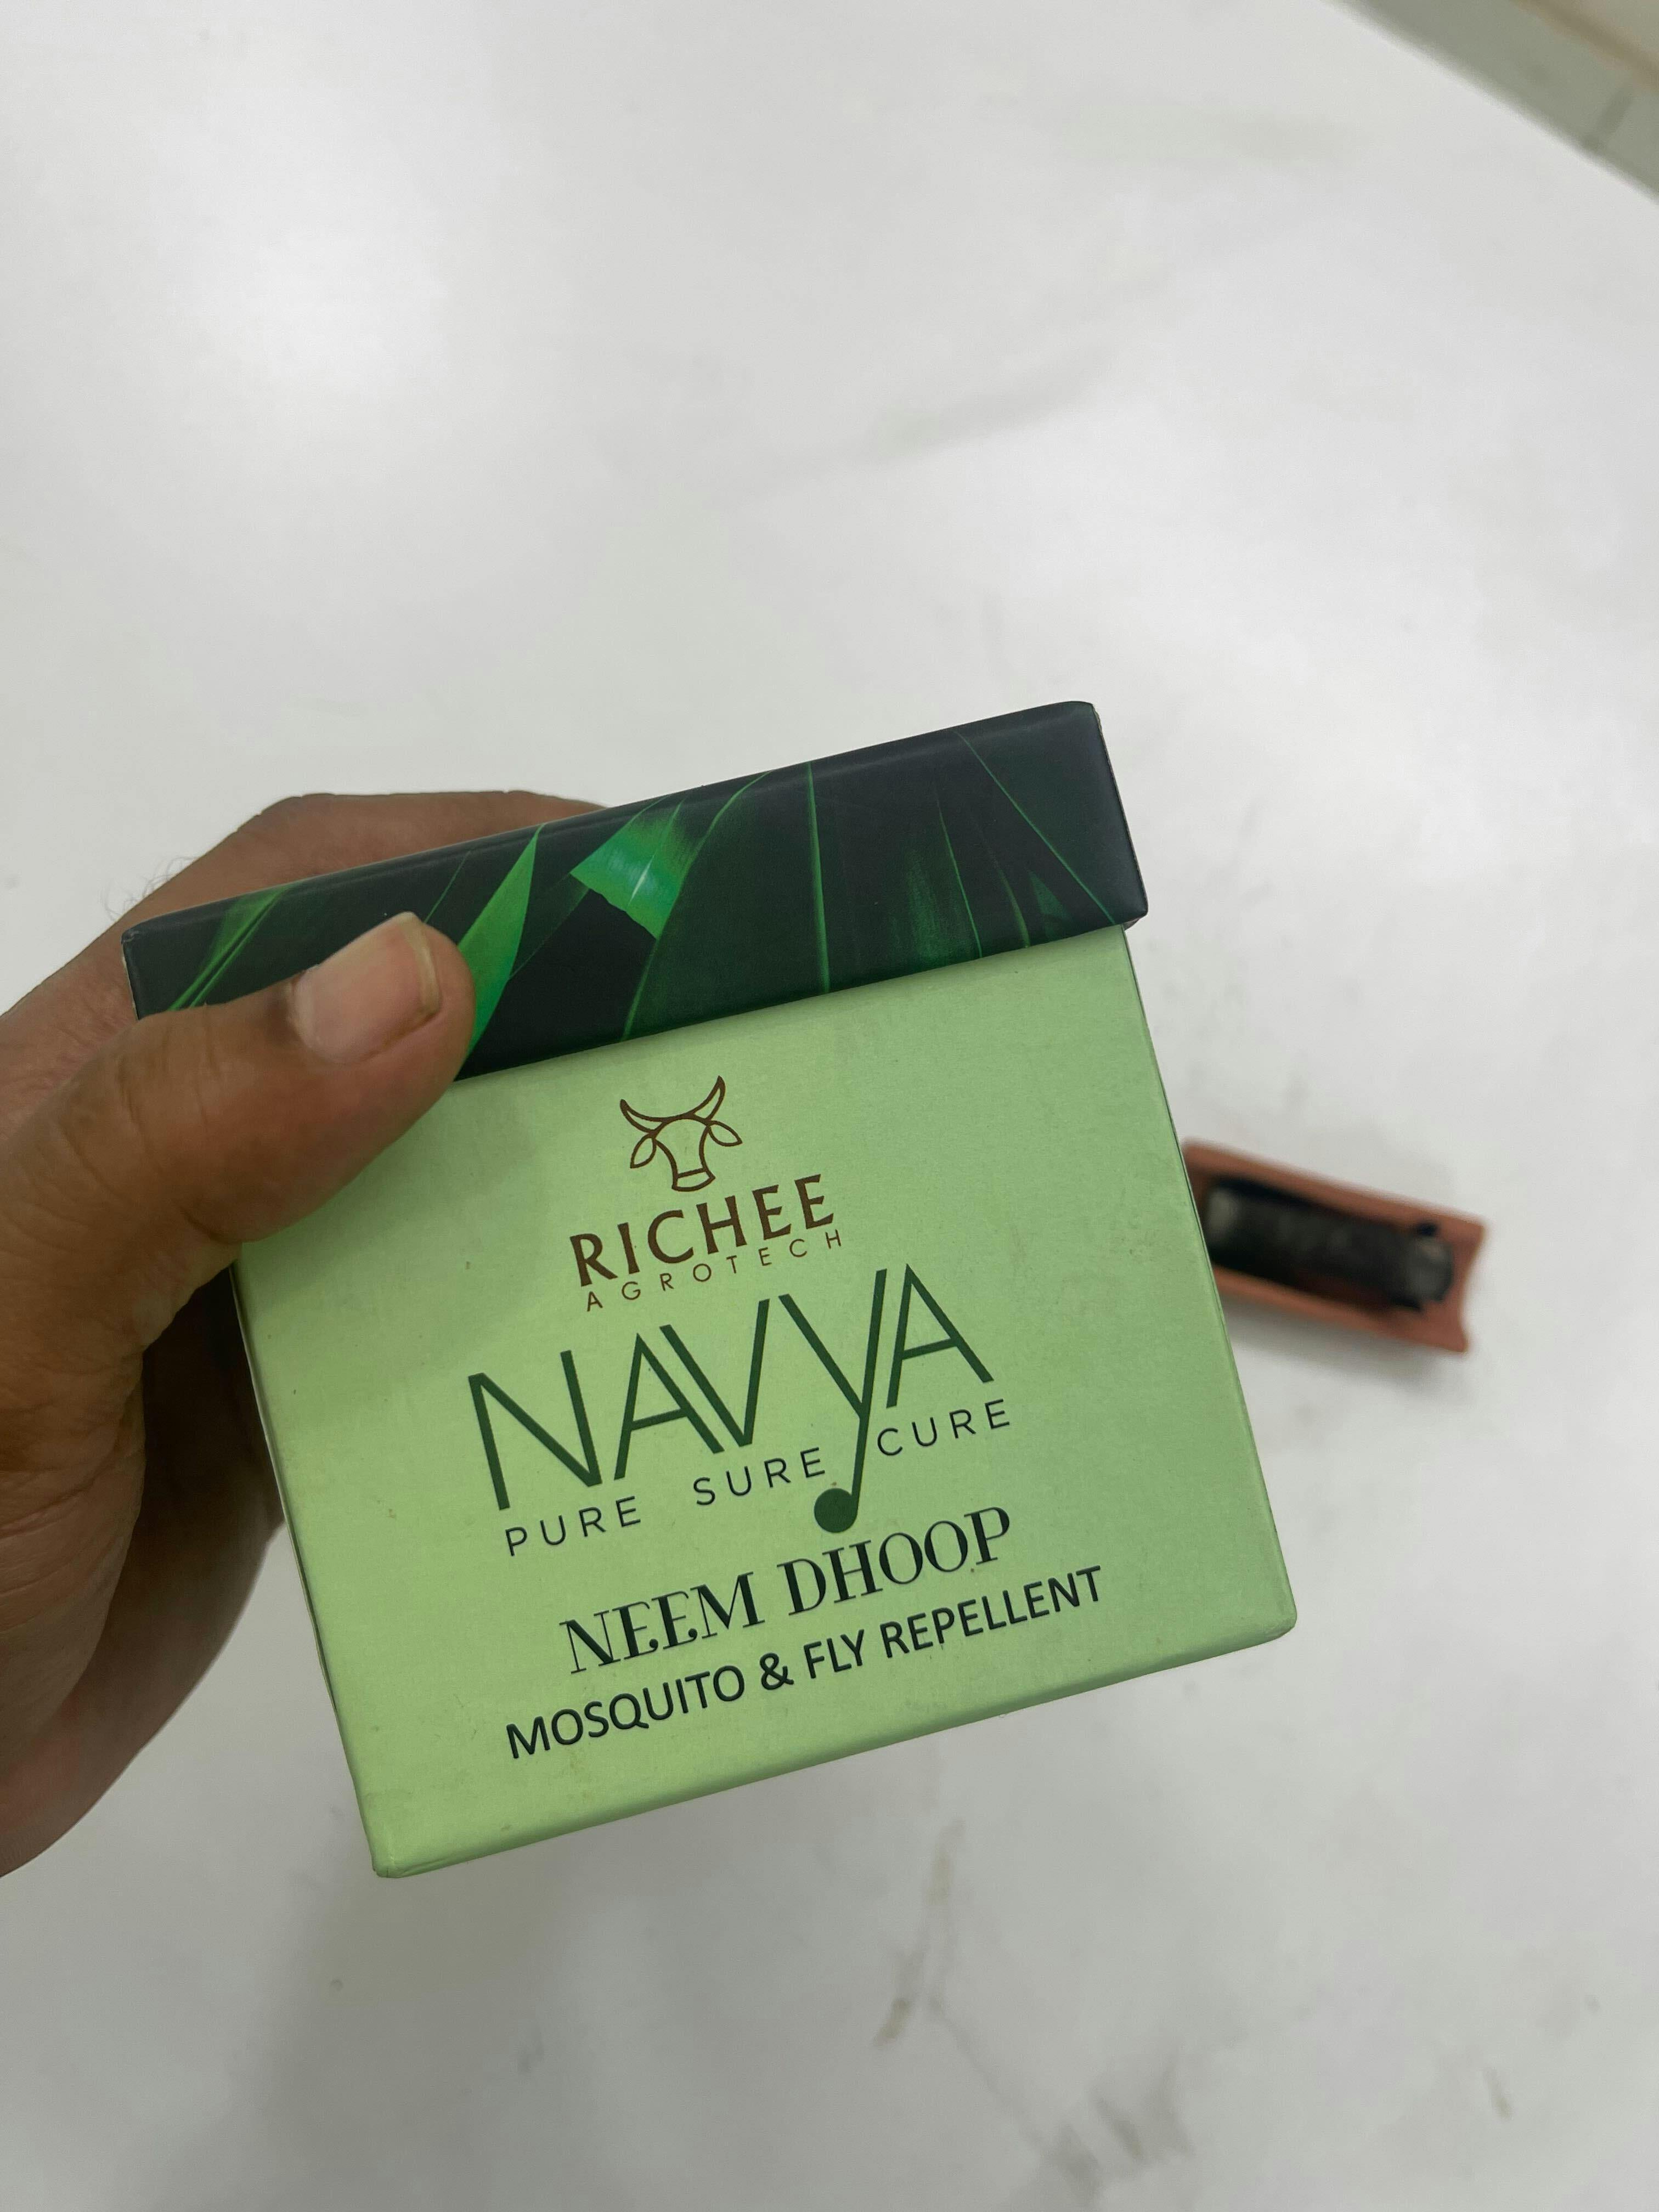 RICHEE
AGROTECH
NAVYA
PURE SURE CURE
NEEM DHOOP
MOSQUITO & FLY REPELLENT